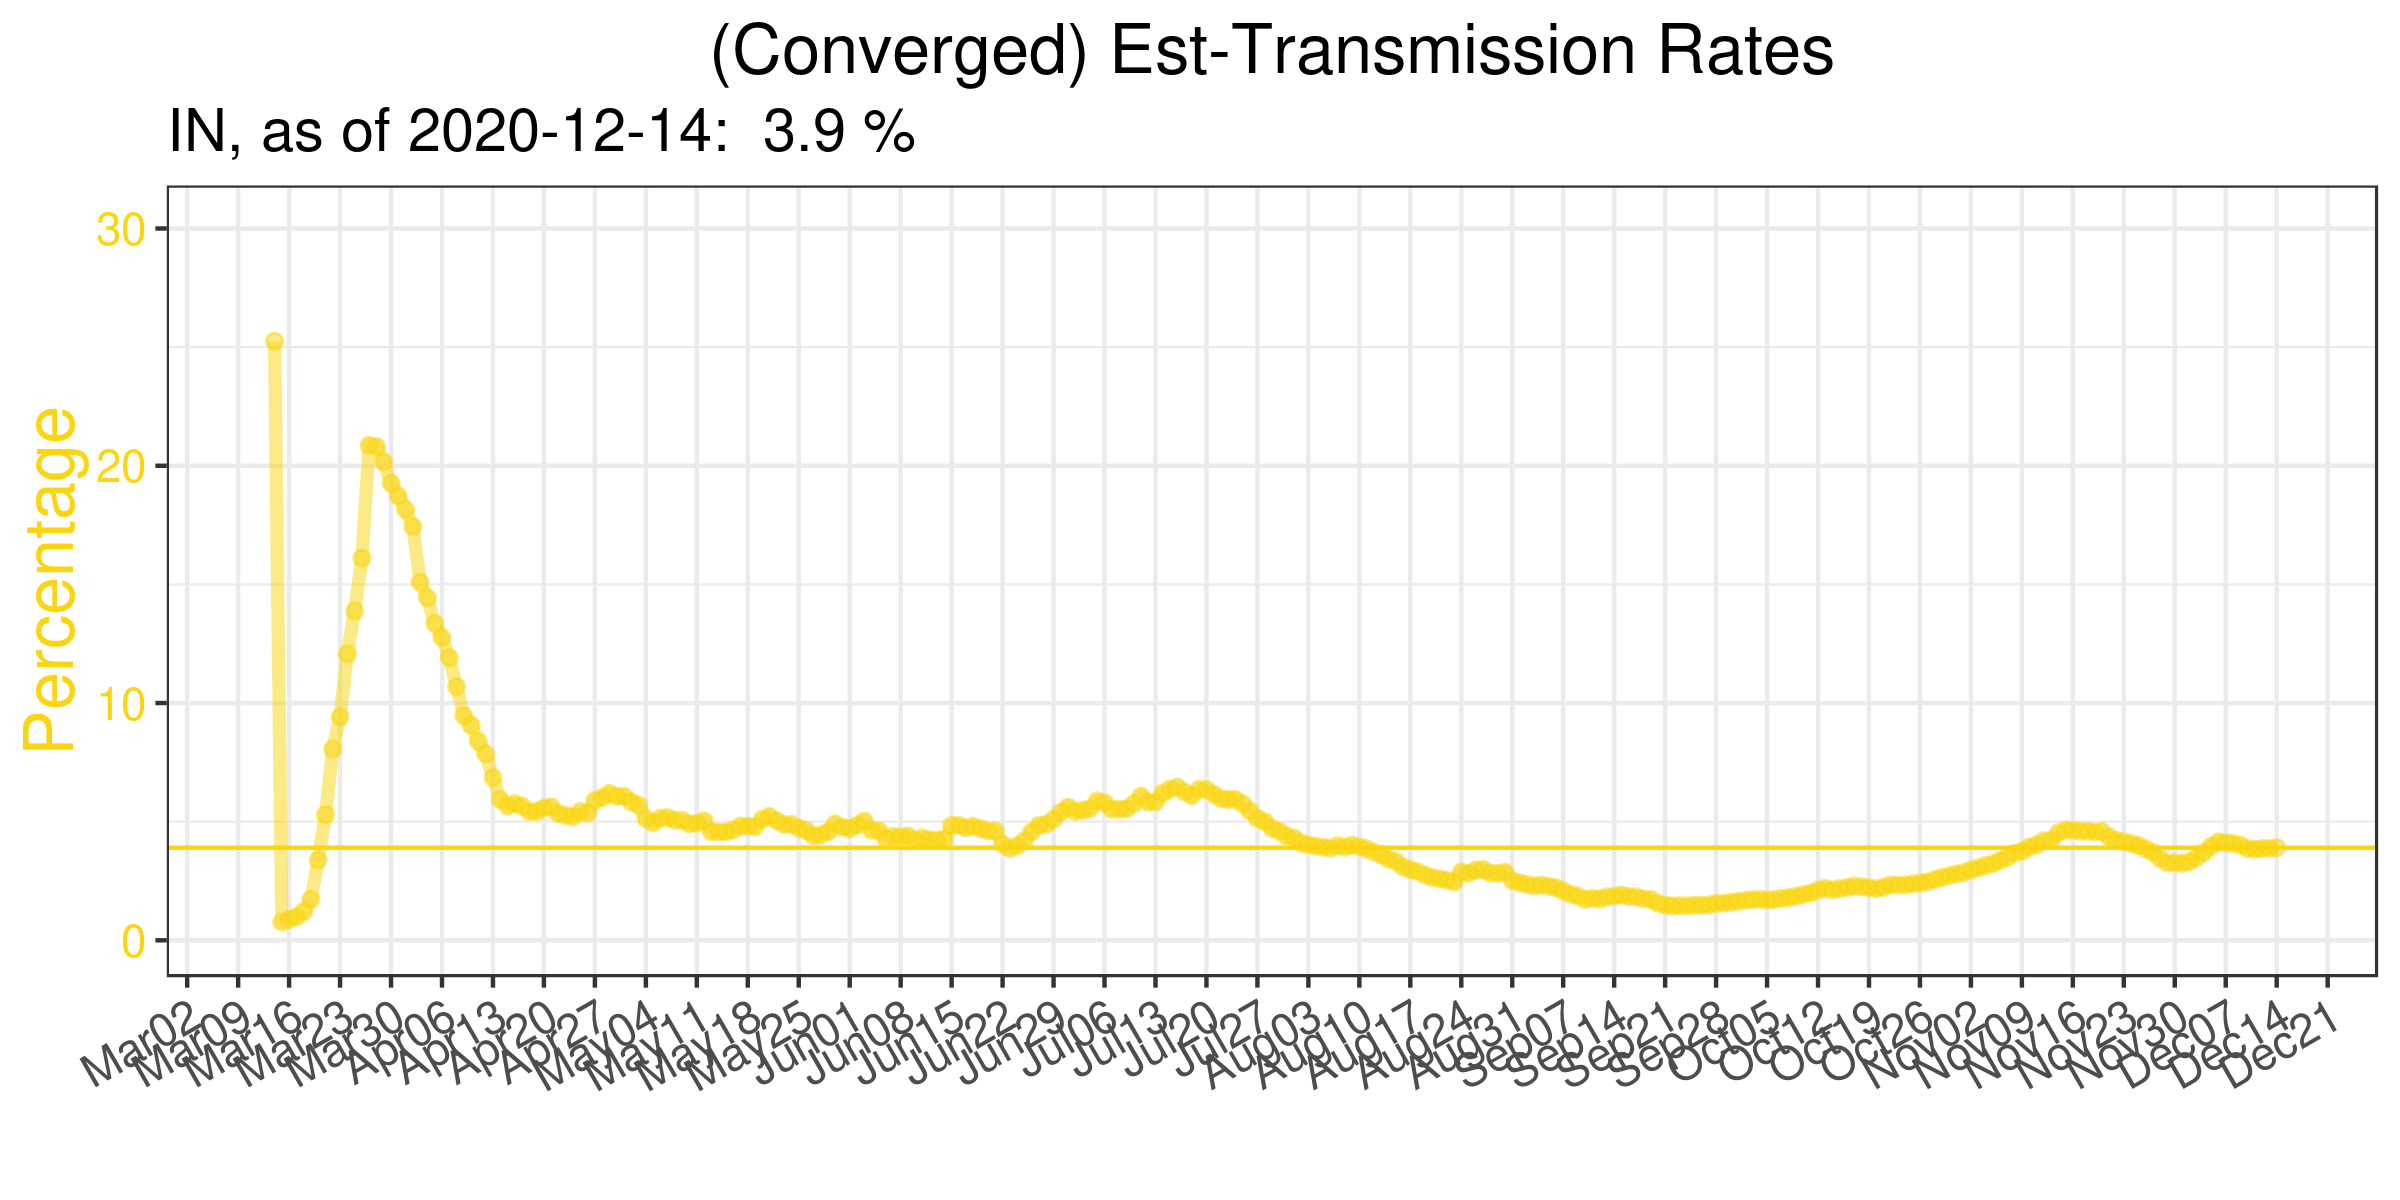 (Converged) Est-Transmission Rates
IN, as of 2020-12-14:  3.9 %
Percentage
30
20
10
0
Mar02
Mar09
Mar16
Mar23
Mar30
Apr06
Apr13
Apr20
Apr27
May04
May11
May18
May25
Jun01
Jun08
Jun15
Jun22
Jun29
Jul06
Jul13
Jul20
Jul27
Aug03
Aug10
Aug17
Aug24
Aug31
Sep07
Sep14
Sep21
Sep28
Oct05
Oct12
Oct19
Oct26
Nov02
Nov09
Nov16
Nov23
Nov30
Dec07
Dec14
Dec21